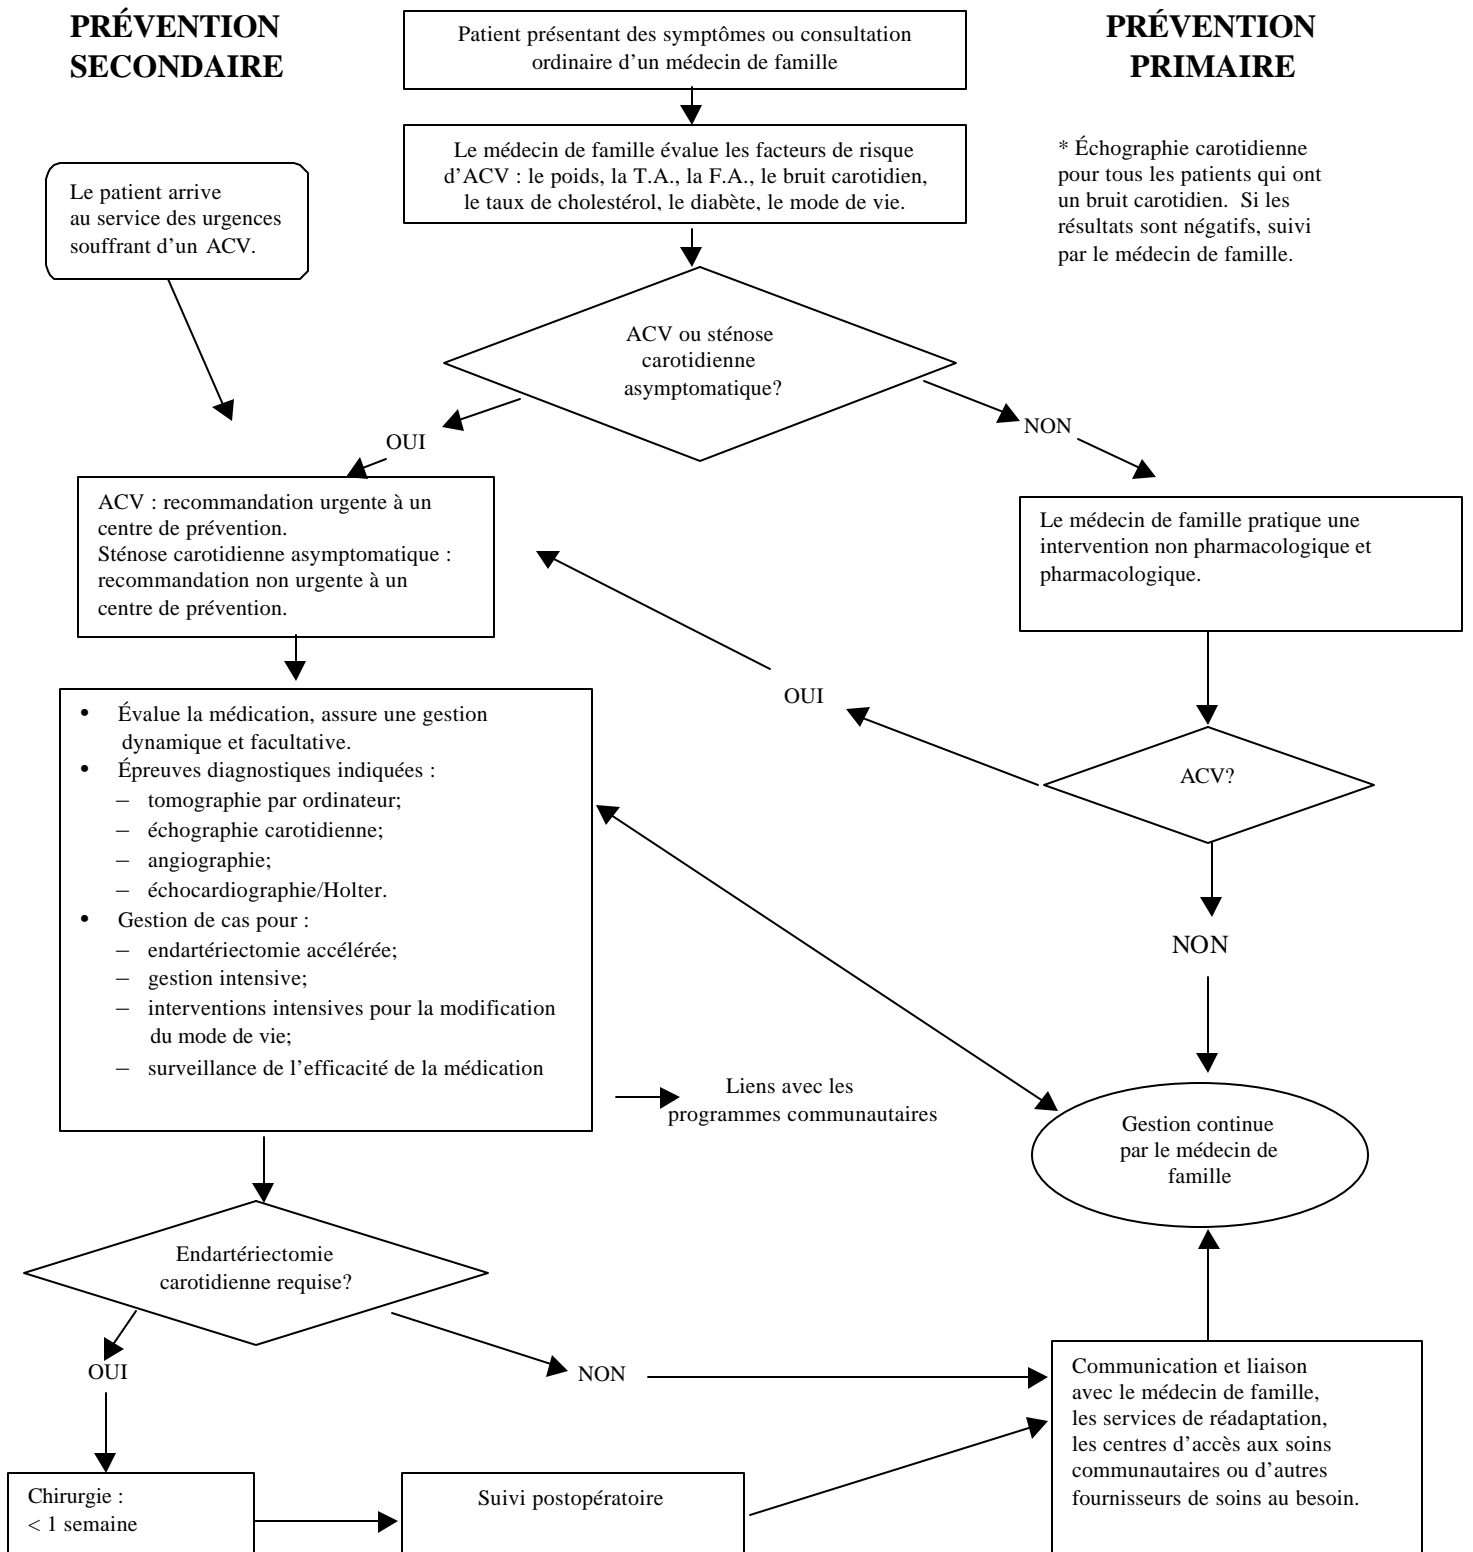 PRÉVENTION
SECONDAIRE
Patient présentant des symptômes ou consultation
ordinaire d’un médecin de famille
PRÉVENTION
PRIMAIRE
Le médecin de famille évalue les facteurs de risque
d’ACV : le poids, la T.A., la F.A., le bruit carotidien,
le taux de cholestérol, le diabète, le mode de vie.
* Échographie carotidienne
pour tous les patients qui ont
un bruit carotidien. Si les
résultats sont négatifs, suivi
par le médecin de famille.
Le patient arrive
au service des urgences
souffrant d’un ACV.
ACV ou sténose
carotidienne
asymptomatique?
OUI
NON
ACV : recommandation urgente à un
centre de prévention.
Sténose carotidienne asymptomatique :
recommandation non urgente à un
centre de prévention.
Le médecin de famille pratique une
intervention non pharmacologique et
pharmacologique.
OUI
ACV?
NON
• Évalue la médication, assure une gestion
dynamique et facultative.
• Épreuves diagnostiques indiquées :
– tomographie par ordinateur;
– échographie carotidienne;
– angiographie;
– échocardiographie/Holter.
• Gestion de cas pour :
– endartériectomie accélérée;
– gestion intensive;
– interventions intensives pour la modification
du mode de vie;
– surveillance de l’efficacité de la médication
Liens avec les
programmes communautaires
Gestion continue
par le médecin de
famille
Endartériectomie
carotidienne requise?
OUI
NON
Communication et liaison
avec le médecin de famille,
les services de réadaptation,
les centres d’accès aux soins
communautaires ou d’autres
fournisseurs de soins au besoin.
Chirurgie :
< 1 semaine
Suivi postopératoire